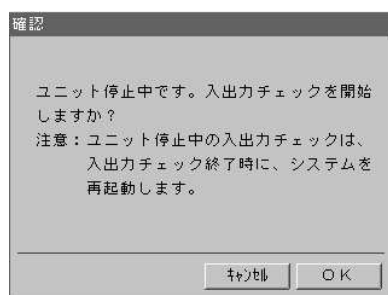 確認
ユニット停止中です。入出力チェックを開始
しますか？
注意：ユニット停止中の入出力チェックは、
入出力チェック終了時に、システムを
再起動します。
ｷｬﾝｾﾙ
ＯＫ